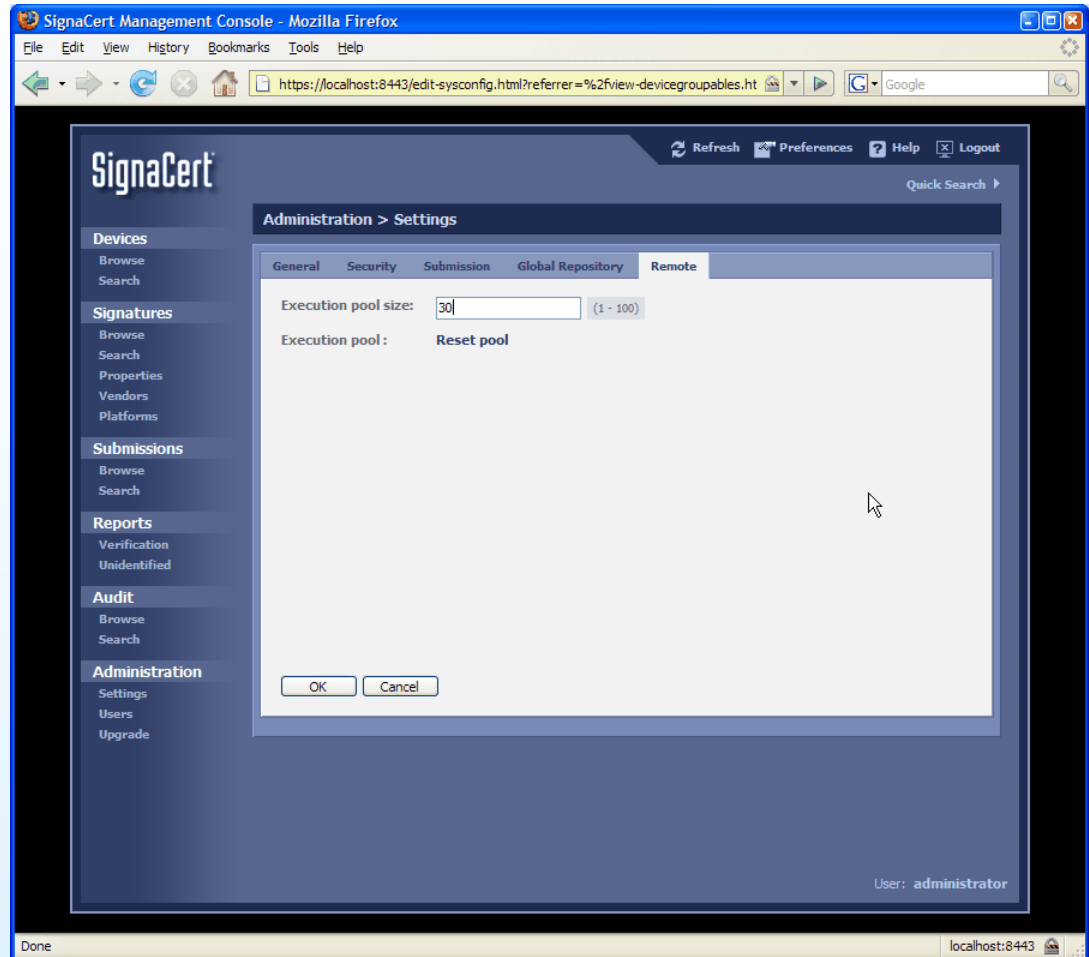 SignaCert Management Console - Mozilla Firefox
File Edit View History Bookmarks Tools Help
https://localhost:8443/edit-sysconfig.html?referrer=%2fview-devicegroupables.ht G Google
SignaCert
Refresh Preferences ? Help x Logout
Quick Search
Administration > Settings
Devices
Browse
Search
Signatures
Browse
Search
Properties
Vendors
Platforms
Submissions
Browse
Search
Reports
Verification
Unidentified
Audit
Browse
Search
Administration
Settings
Users
Upgrade
General Security Submission Global Repository Remote
Execution pool size: 30 (1 - 100)
Execution pool : Reset pool
OK Cancel
User: administrator
Done localhost:8443